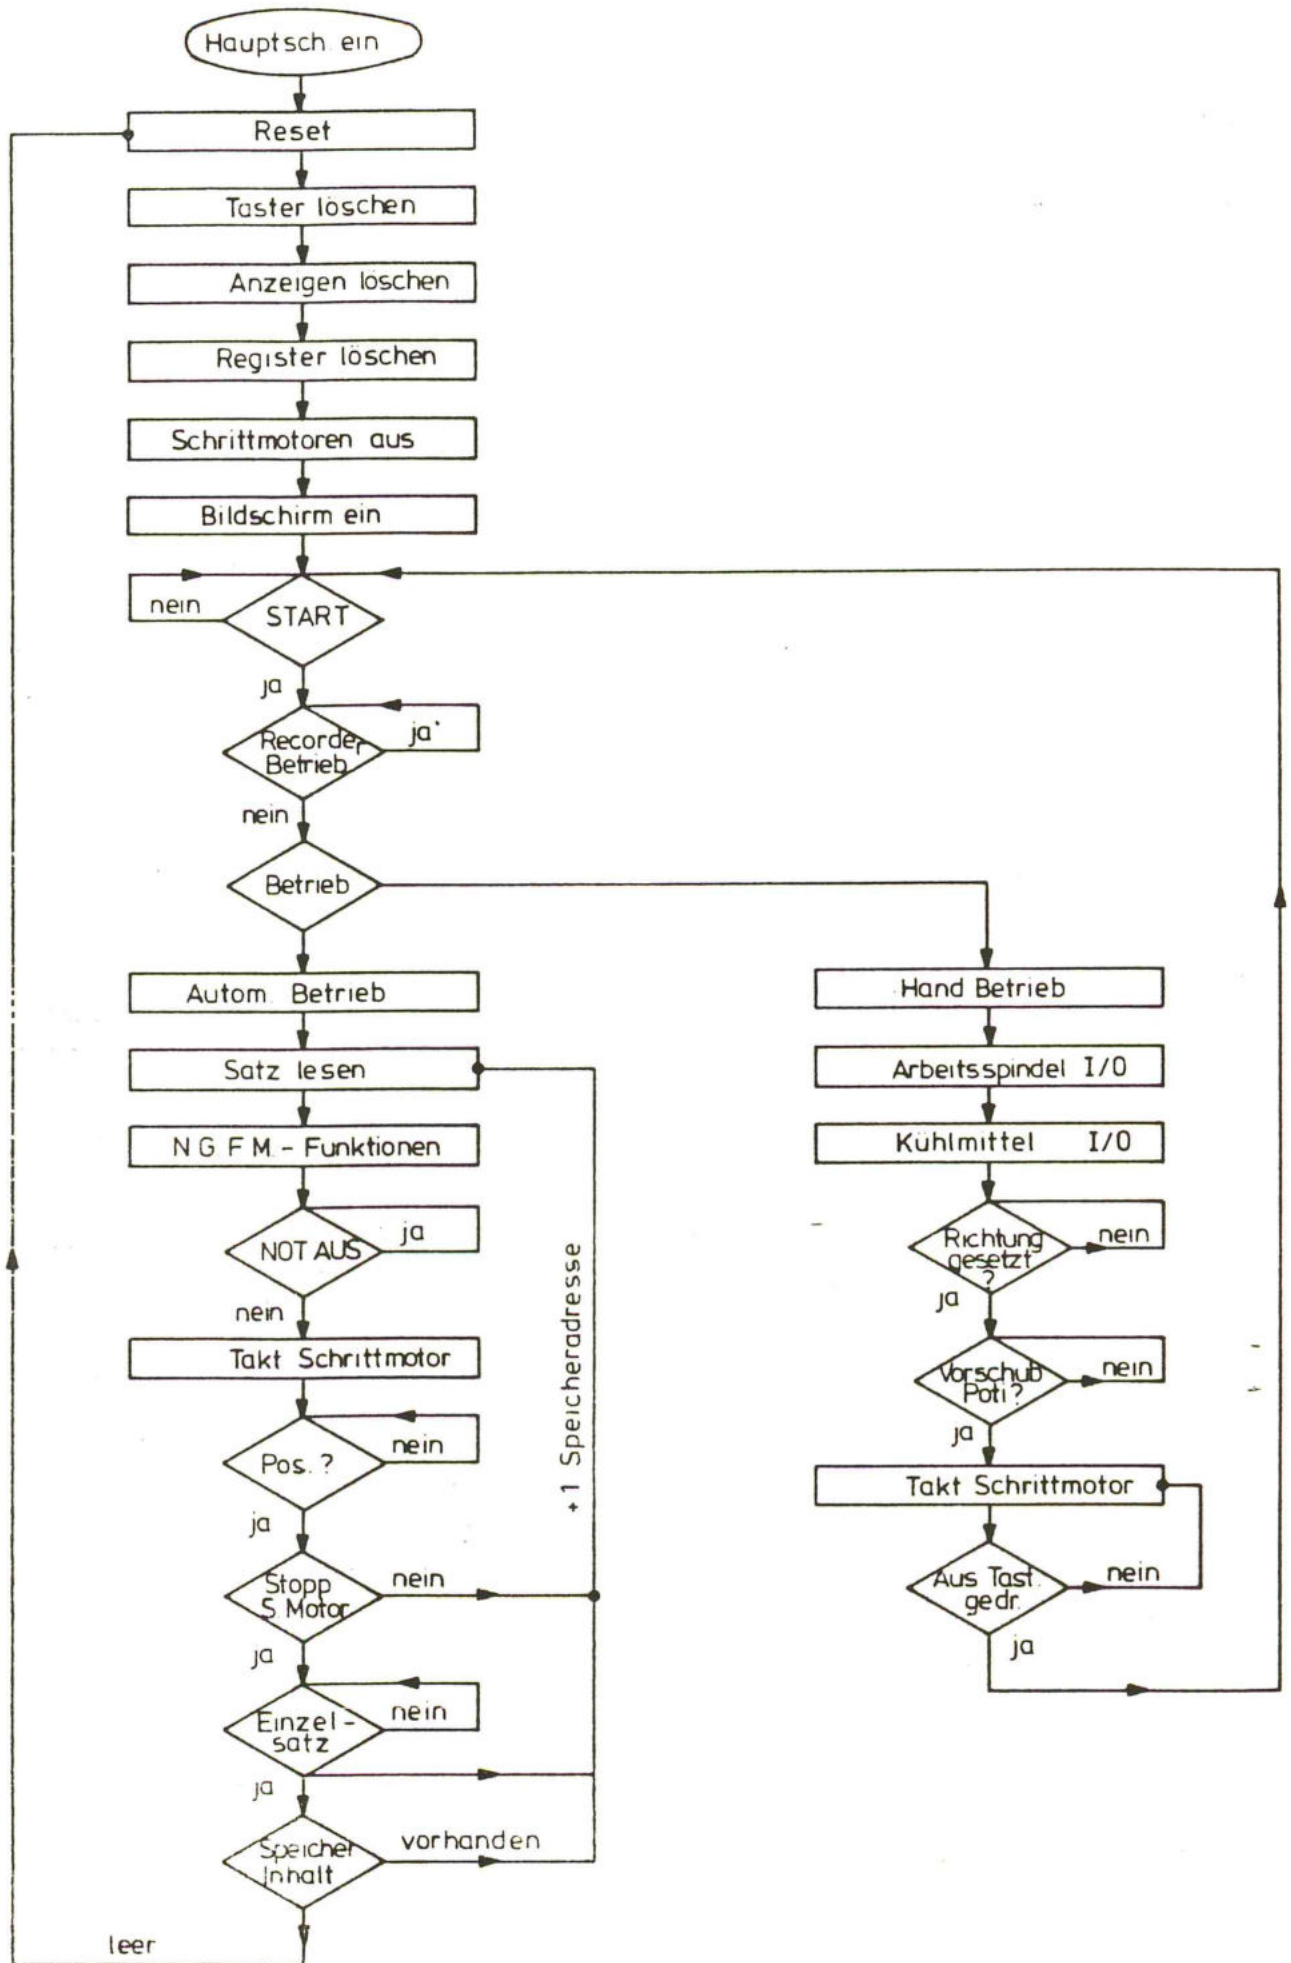 Hauptsch. ein
Reset
Taster löschen
Anzeigen löschen
Register löschen
Schrittmotoren aus
Bildschirm ein
nein
START
ja
Recorder
Betrieb
ja
nein
Betrieb
Autom. Betrieb
Satz lesen
N G F M. - Funktionen
NOT AUS
ja
nein
Takt Schrittmotor
Pos. ?
nein
ja
Stopp
S. Motor
nein
ja
Einzel -
satz
nein
ja
Speicher
Inhalt
vorhanden
leer
+1 Speicheradresse
Hand Betrieb
Arbeitsspindel I/O
Kühlmittel I/O
Richtung
gesetzt
?
nein
ja
Vorschub
Poti?
nein
ja
Takt Schrittmotor
Aus Tast.
gedr.
nein
ja